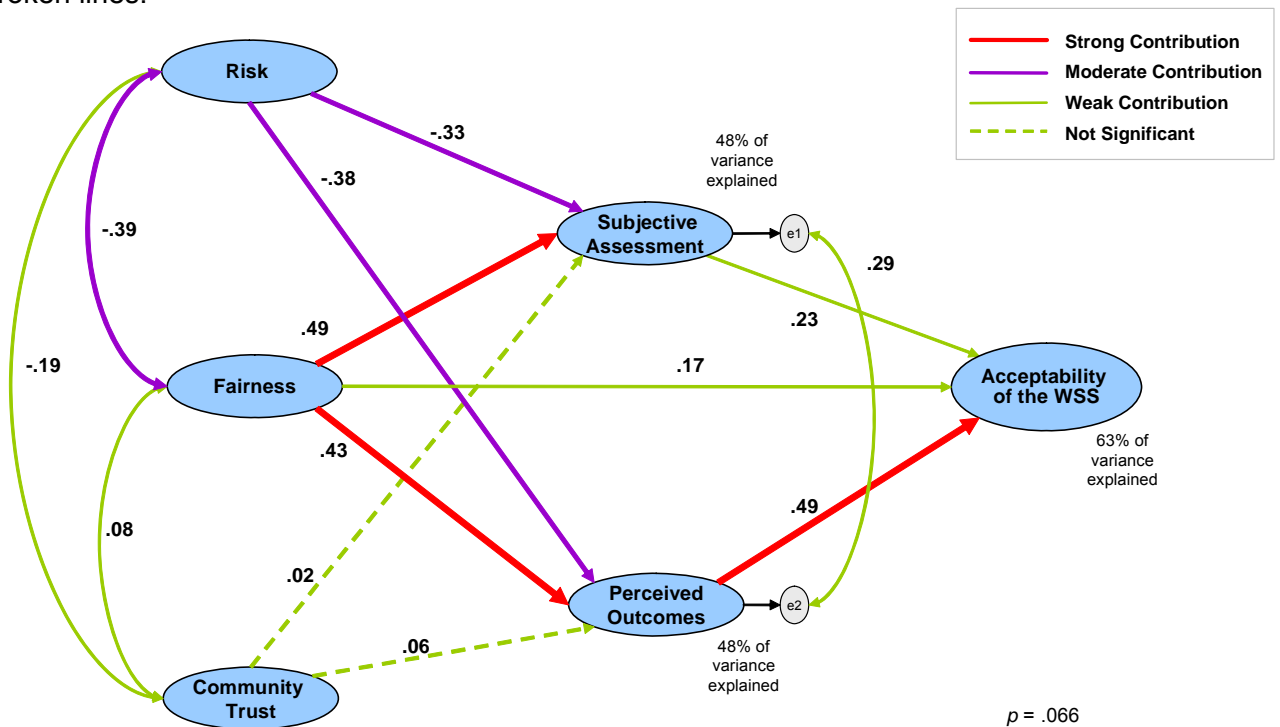 roken lines.
Strong Contribution
Moderate Contribution
Weak Contribution
Not Significant
Risk
-.33
48% of
variance
explained
-.38
Subjective
Assessment
e1
-.39
.29
.49
.23
-.19
Fairness
.17
Acceptability
of the WSS
63% of
variance
explained
.43
.49
.08
.02
Perceived
Outcomes
e2
.06
48% of
variance
explained
Community
Trust
p = .066